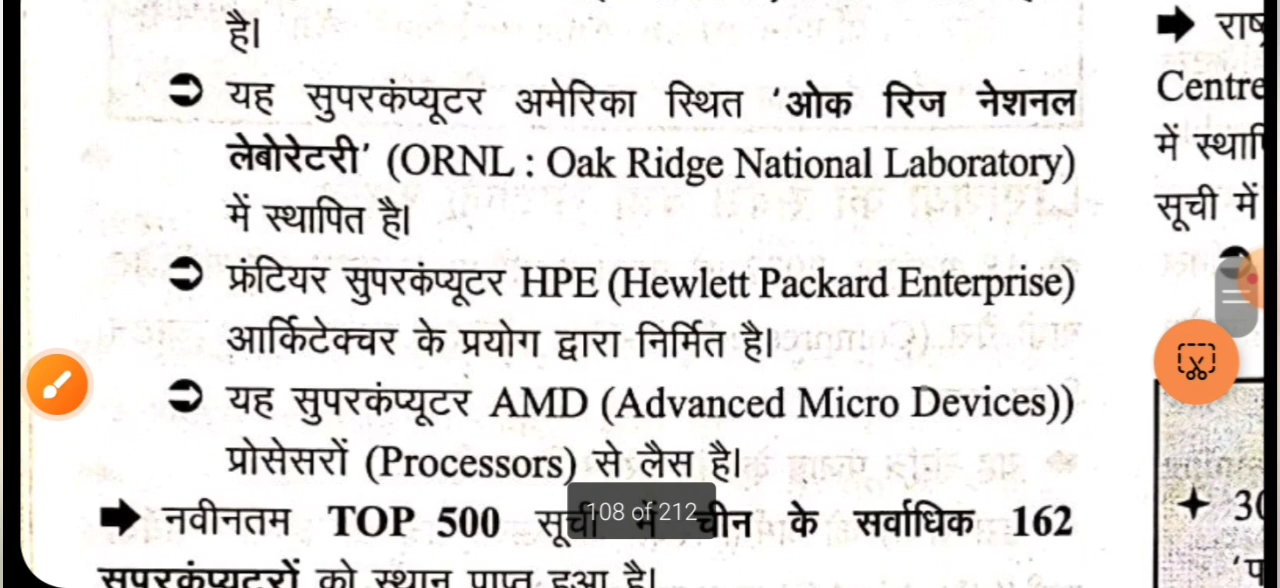 है।
➲ यह सुपरकंप्यूटर अमेरिका स्थित ‘ओक रिज नेशनल
लेबोरेटरी’ (ORNL : Oak Ridge National Laboratory)
में स्थापित है।
➲ फ्रंटियर सुपरकंप्यूटर HPE (Hewlett Packard Enterprise)
आर्किटेक्चर के प्रयोग द्वारा निर्मित है।
➲ यह सुपरकंप्यूटर AMD (Advanced Micro Devices))
प्रोसेसरों (Processors) से लैस है।
➡ नवीनतम TOP 500 सूची में चीन के सर्वाधिक 162
सुपरकंप्यूटरों को स्थान प्राप्त हुआ है।
108 of 212
➡
Centre
में
सूची में